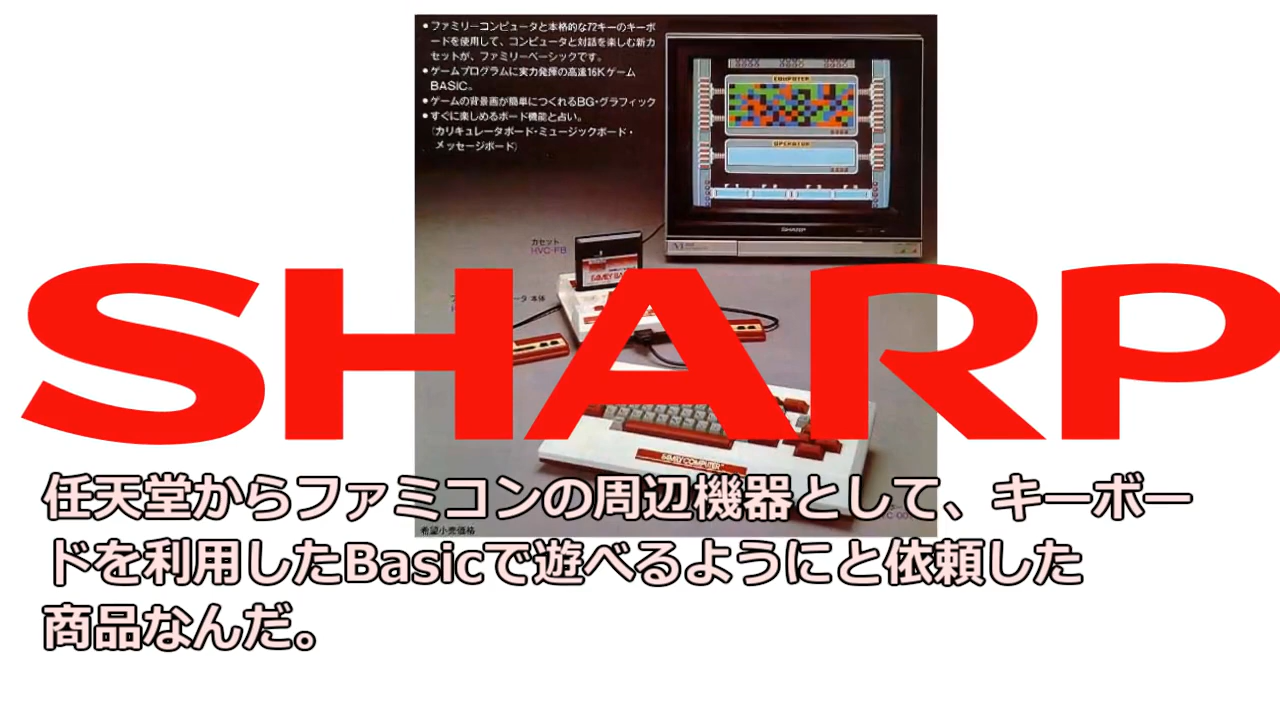 ●ファミリーコンピュータと本格的な72キーのキーボ
ードを使用して、コンピュータと対話を楽しむ新カ
セットが、ファミリーベーシックです。
●ゲームプログラムに実力発揮の高速16Kゲーム
BASIC。
●ゲームの背景画が簡単につくれるBG・グラフィック
●すぐに楽しめるボード機能と占い。
(カリキュレータボード・ミュージックボード・
メッセージボード)
COMPUTER
OPERATOR
SHARP
カセット
HVC-FB
ータ 本体
SHARP
FAMILY COMPUTER
任天堂からファミコンの周辺機器として、キーボー
ドを利用したBasicで遊べるようにと依頼した
商品なんだ。
希望小売価格